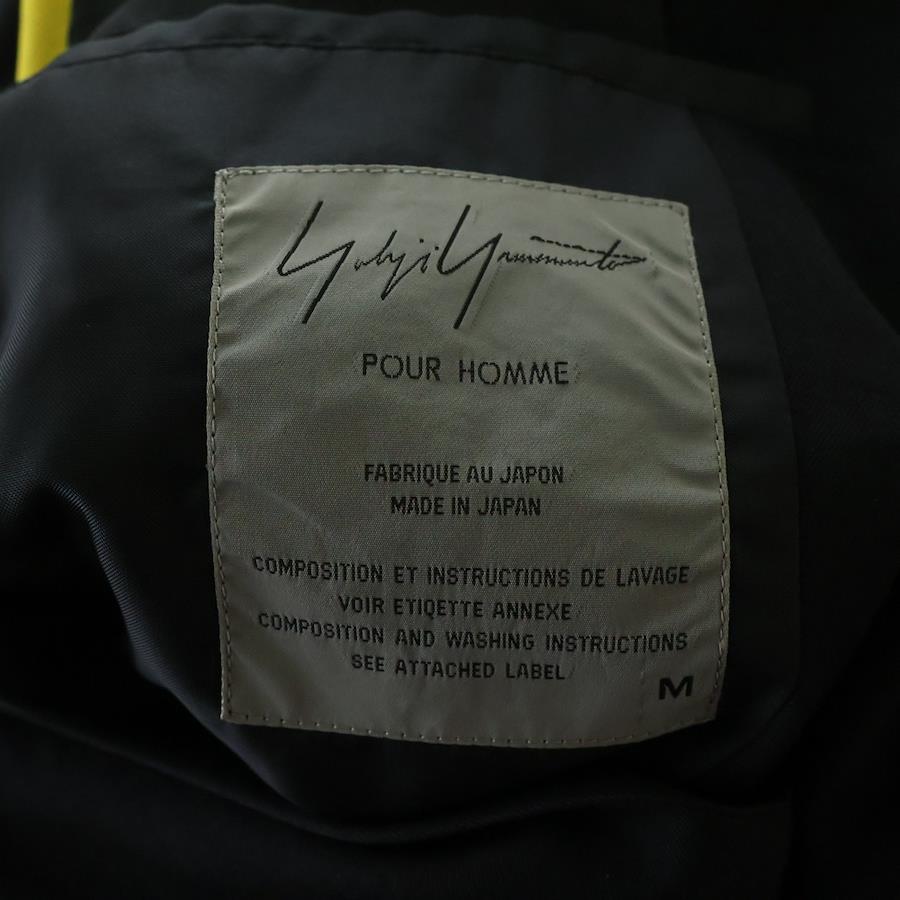 Yohji Yamamoto
POUR HOMME
FABRIQUE AU JAPON
MADE IN JAPAN
COMPOSITION ET INSTRUCTIONS DE LAVAGE
VOIR ETIQETTE ANNEXE
COMPOSITION AND WASHING INSTRUCTIONS
SEE ATTACHED LABEL
M